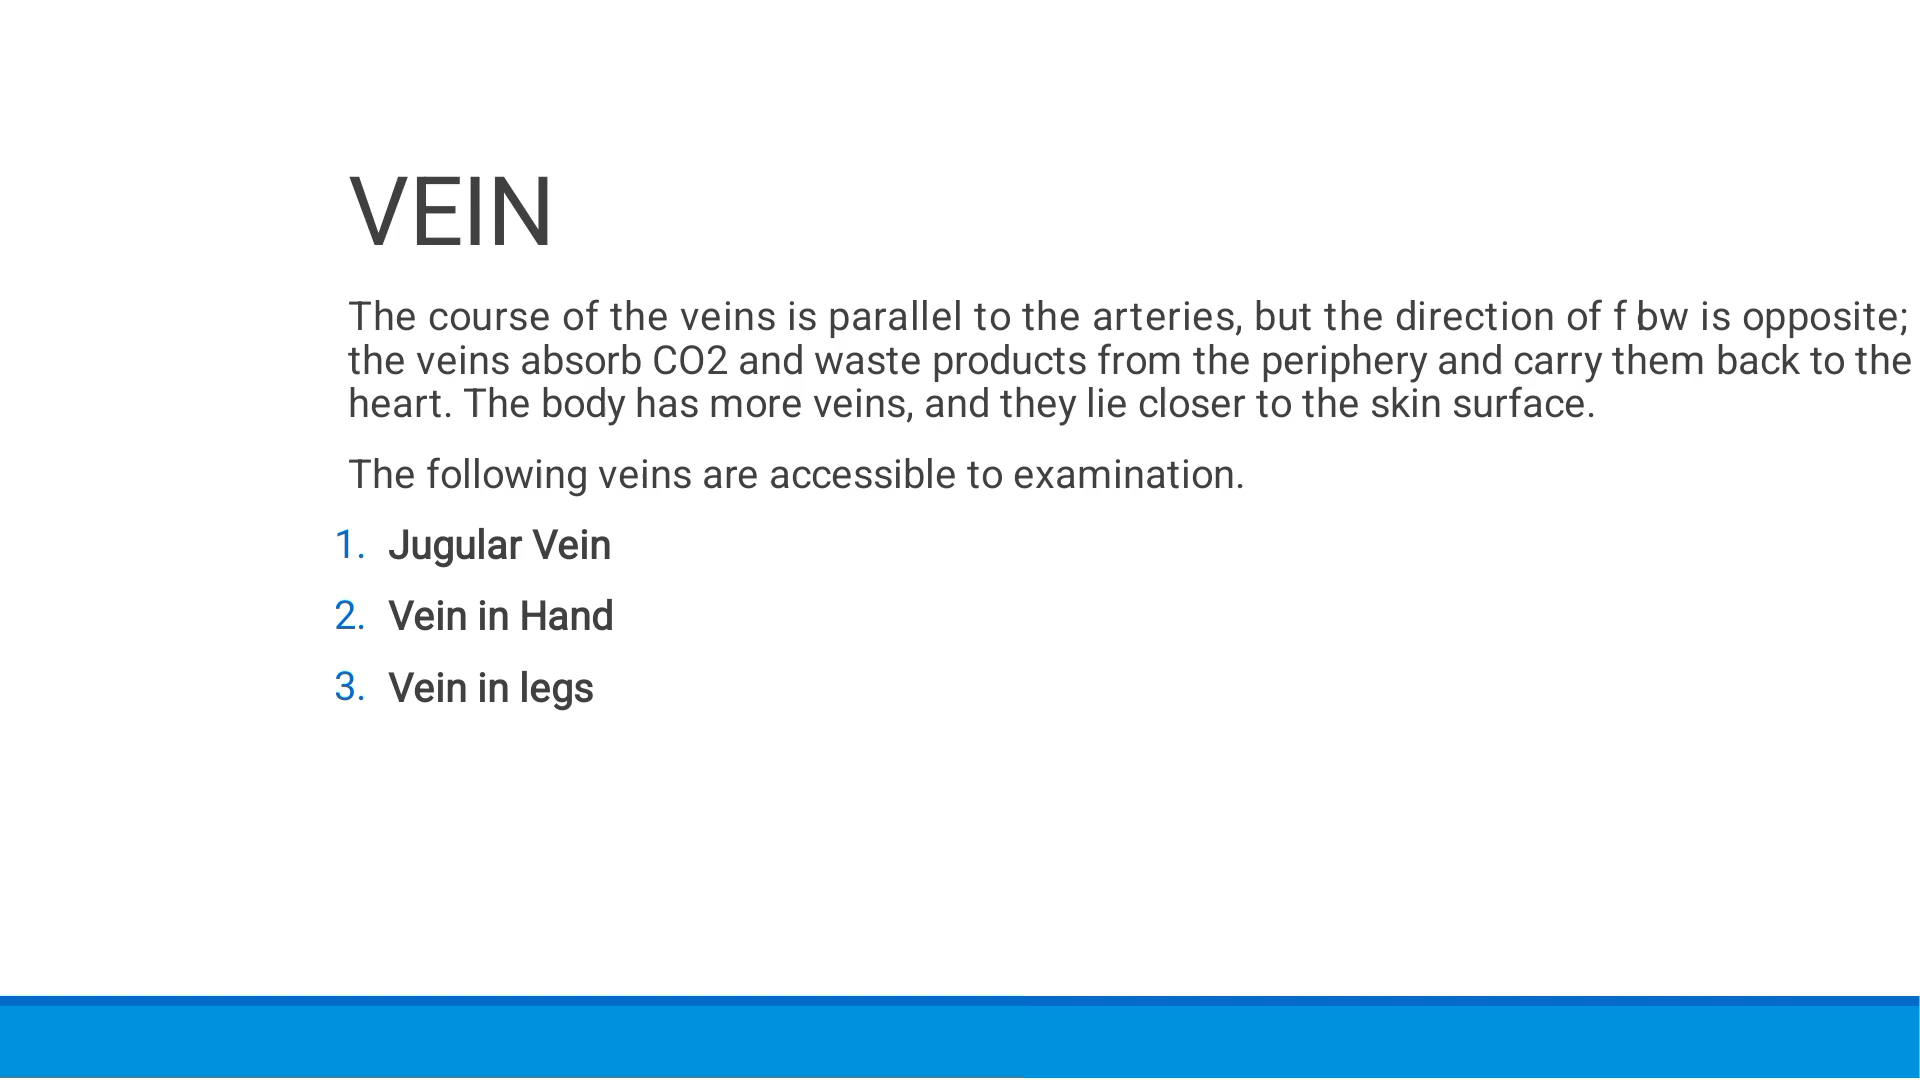 VEIN
The course of the veins is parallel to the arteries, but the direction of flow is opposite;
the veins absorb CO2 and waste products from the periphery and carry them back to the
heart. The body has more veins, and they lie closer to the skin surface.
The following veins are accessible to examination.
1. Jugular Vein
2. Vein in Hand
3. Vein in legs